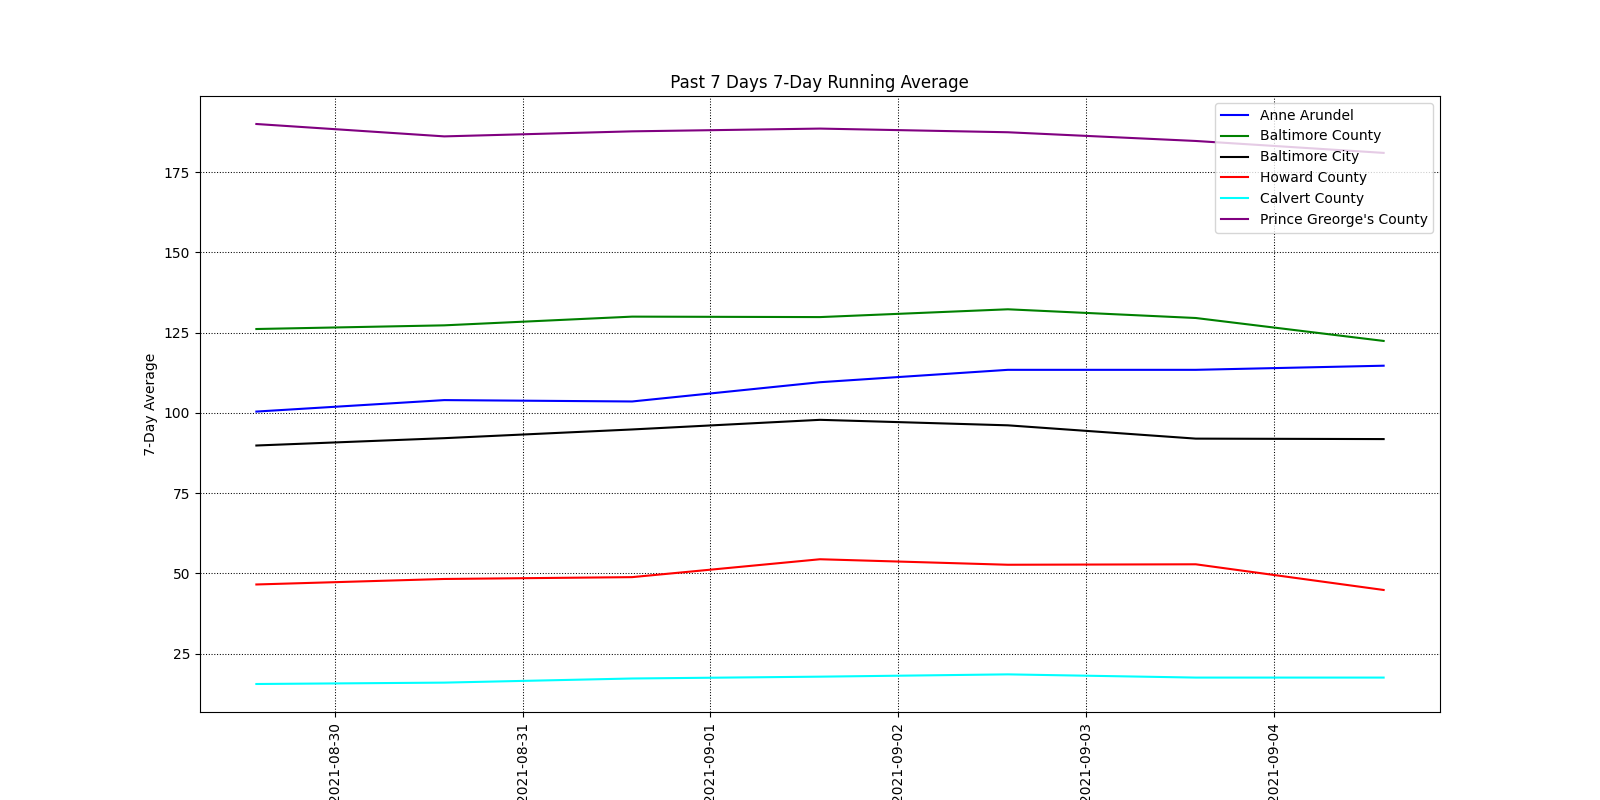 Past 7 Days 7-Day Running Average
Anne Arundel
Baltimore County
Baltimore City
Howard County
Calvert County
Prince Greorge's County
7-Day Average
175
150
125
100
75
50
25
2021-08-30
2021-08-31
2021-09-01
2021-09-02
2021-09-03
2021-09-04